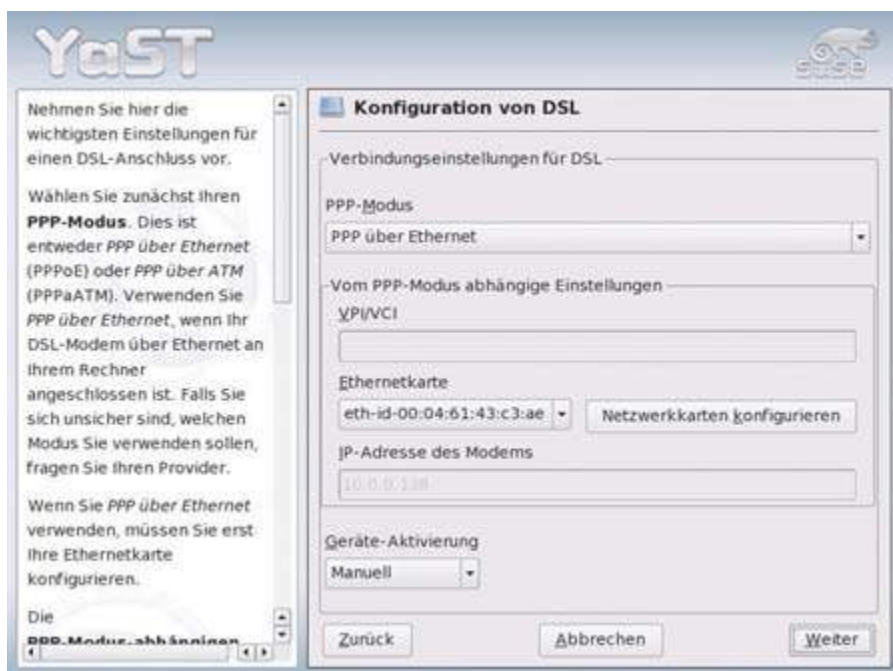 YaST
SUSE
Nehmen Sie hier die
wichtigsten Einstellungen für
einen DSL-Anschluss vor.
Wählen Sie zunächst Ihren
PPP-Modus. Dies ist
entweder PPP über Ethernet
(PPPoE) oder PPP über ATM
(PPPaATM). Verwenden Sie
PPP über Ethernet, wenn Ihr
DSL-Modem über Ethernet an
Ihrem Rechner
angeschlossen ist. Falls Sie
sich unsicher sind, welchen
Modus Sie verwenden sollen,
fragen Sie Ihren Provider.
Wenn Sie PPP über Ethernet
verwenden, müssen Sie erst
Ihre Ethernetkarte
konfigurieren.
Die
PPP-Modus-abhängigen
Konfiguration von DSL
Verbindungseinstellungen für DSL
PPP-Modus
PPP über Ethernet
Vom PPP-Modus abhängige Einstellungen
VPI/VCI
Ethernetkarte
eth-id-00:04:61:43:c3:ae
Netzwerkkarten konfigurieren
IP-Adresse des Modems
10.0.0.138
Geräte-Aktivierung
Manuell
Zurück
Abbrechen
Weiter